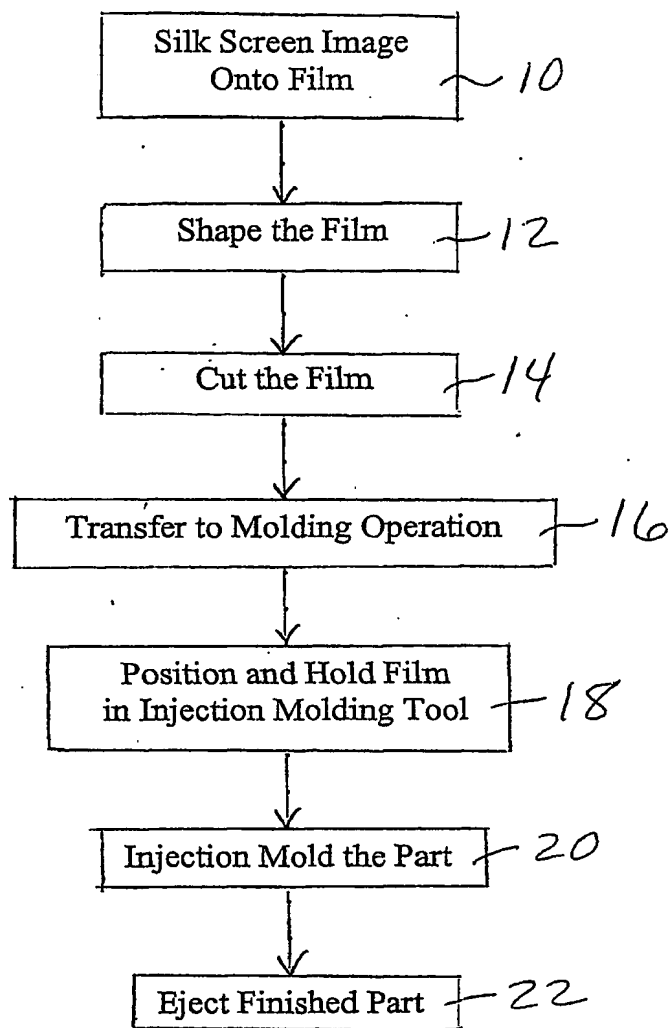 Silk Screen Image
Onto Film
10
Shape the Film
12
Cut the Film
14
Transfer to Molding Operation
16
Position and Hold Film
in Injection Molding Tool
18
Injection Mold the Part
20
Eject Finished Part
22